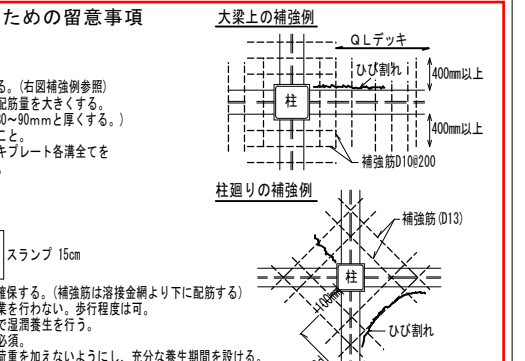 ための留意事項
る。(右図補強例参照)
配筋量を大きくする。
80～90mmと厚くする。)
こと。
キプレート各溝全てを
スランプ 15cm
確保する。(補強筋は溶接金網より下に配筋する)
業を行わない。歩行程度は可。
で湿潤養生を行う。
必須。
荷重を加えないようにし、充分な養生期間を設ける。
大梁上の補強例
QLデッキ
ひび割れ
400mm以上
柱
400mm以上
補強筋D10@200
柱廻りの補強例
補強筋(D13)
柱
ひび割れ